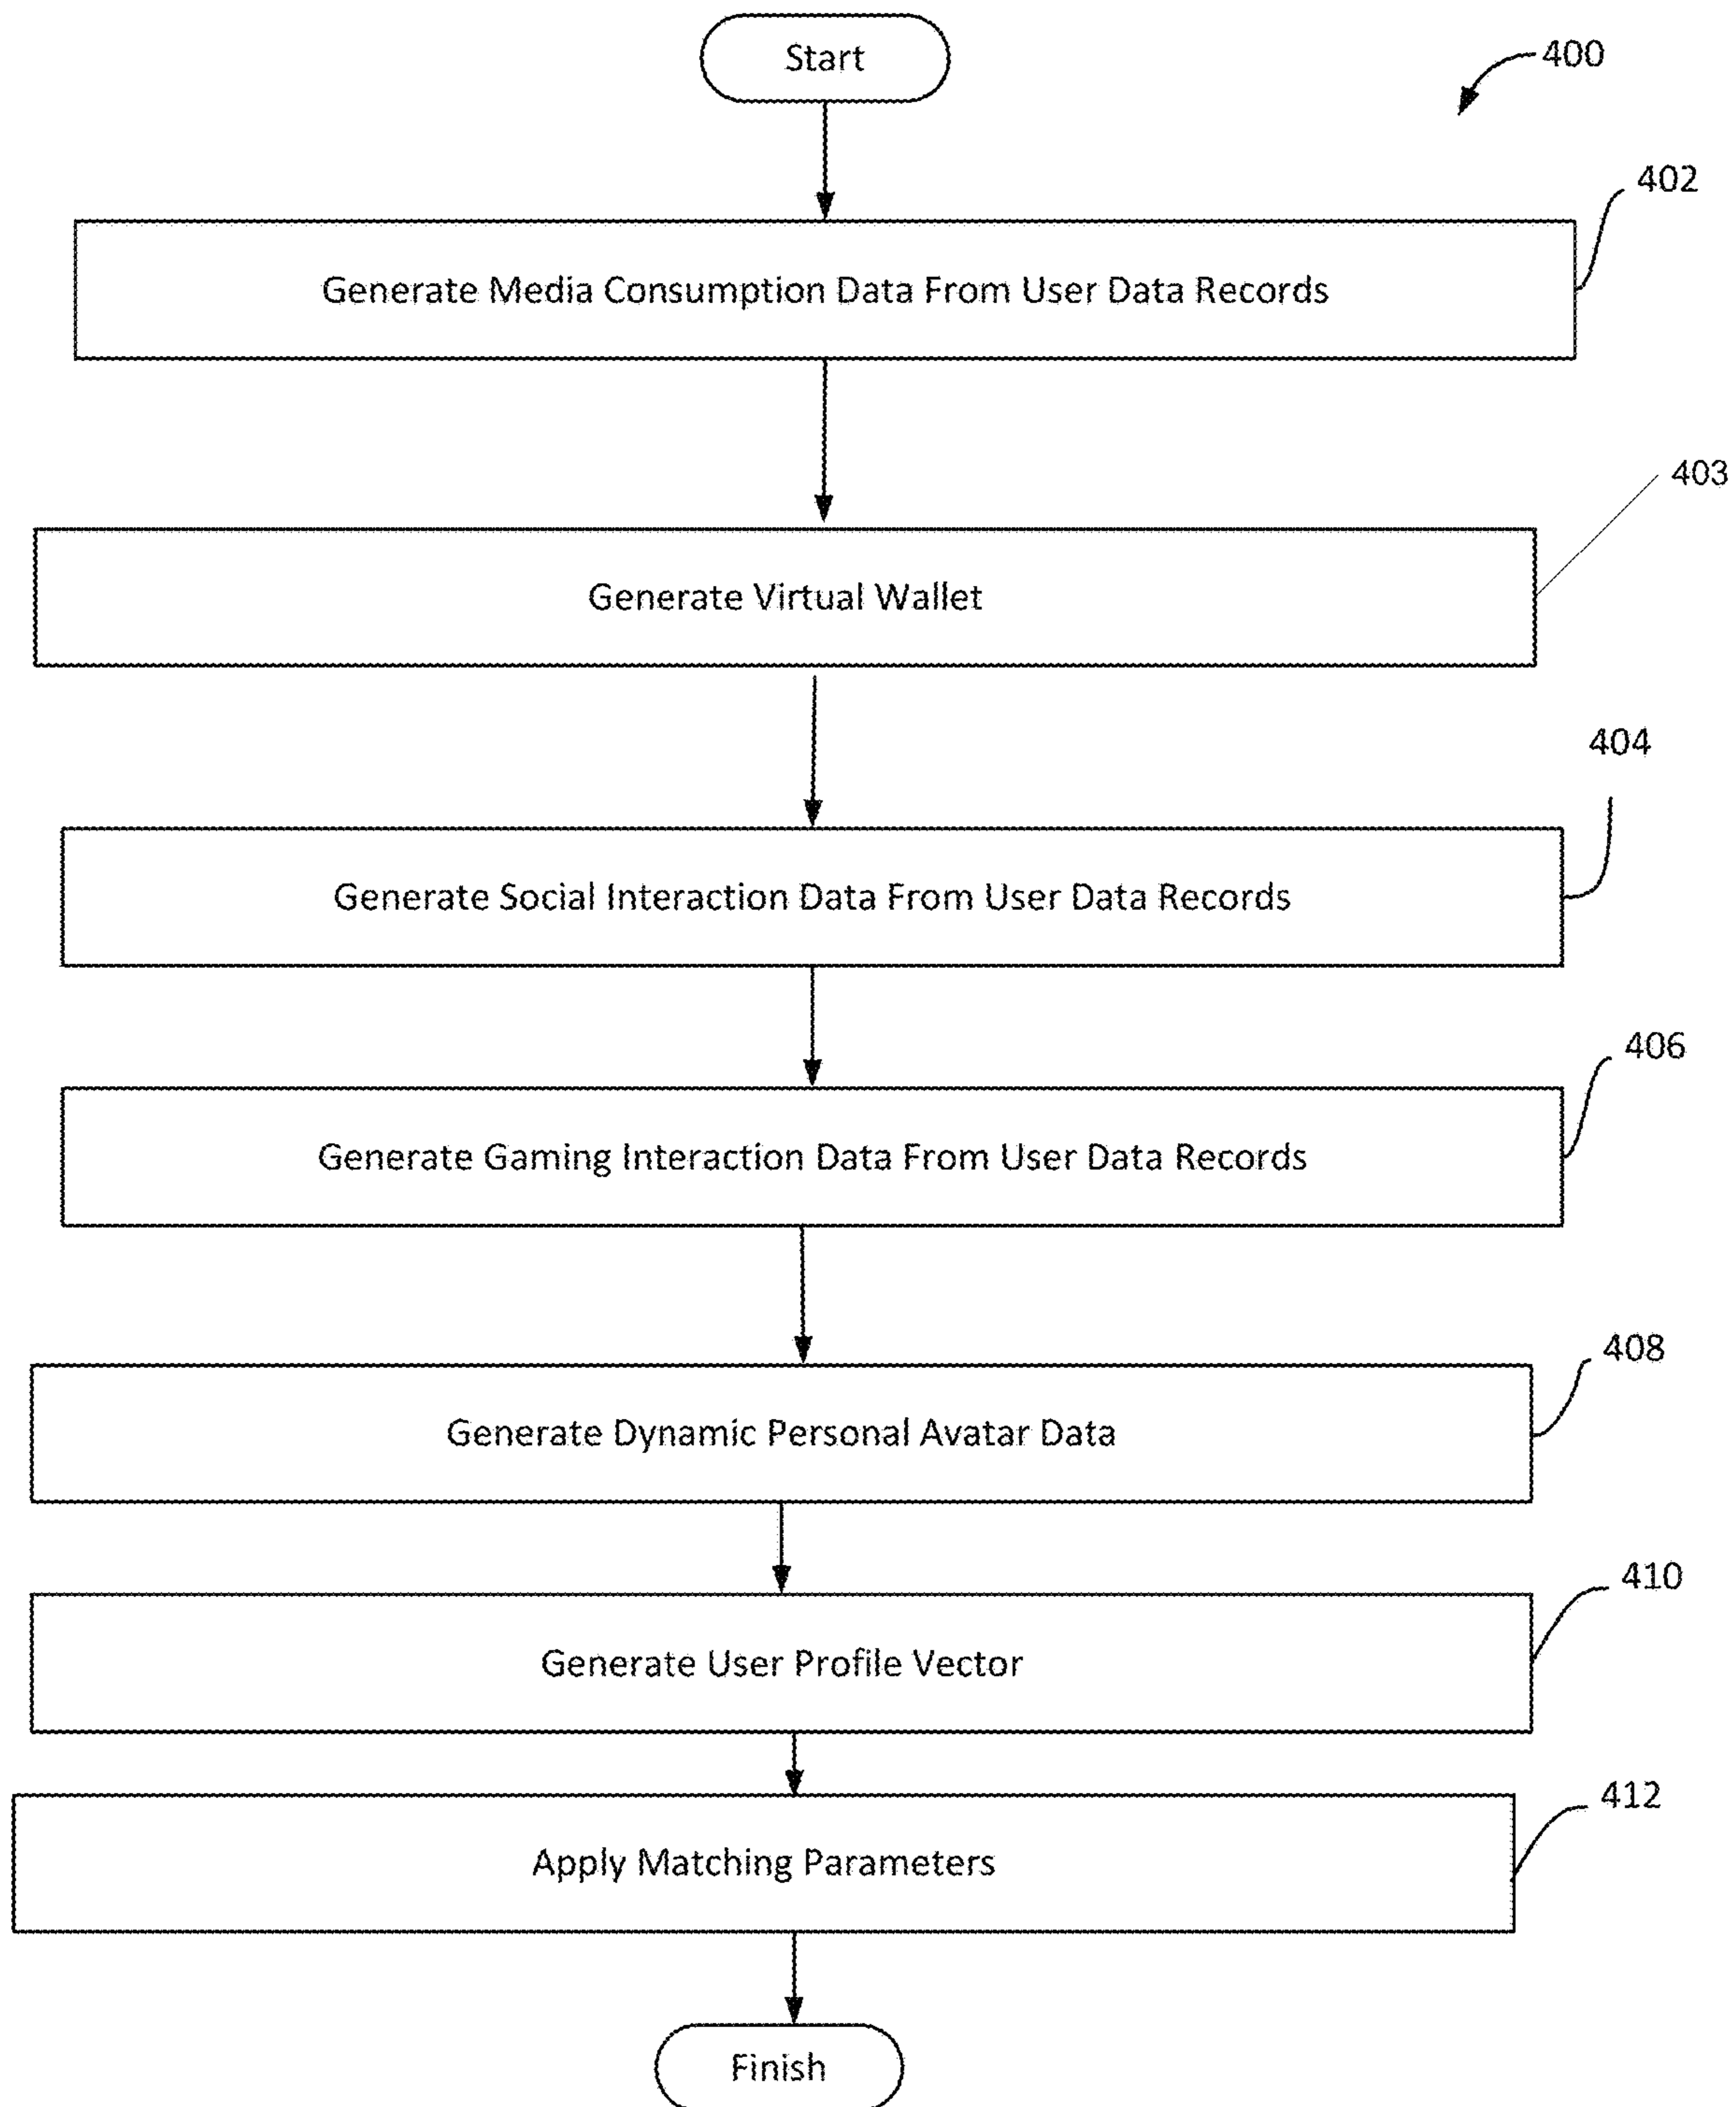 Start
400
402
Generate Media Consumption Data From User Data Records
403
Generate Virtual Wallet
404
Generate Social Interaction Data From User Data Records
406
Generate Gaming Interaction Data From User Data Records
408
Generate Dynamic Personal Avatar Data
410
Generate User Profile Vector
412
Apply Matching Parameters
Finish